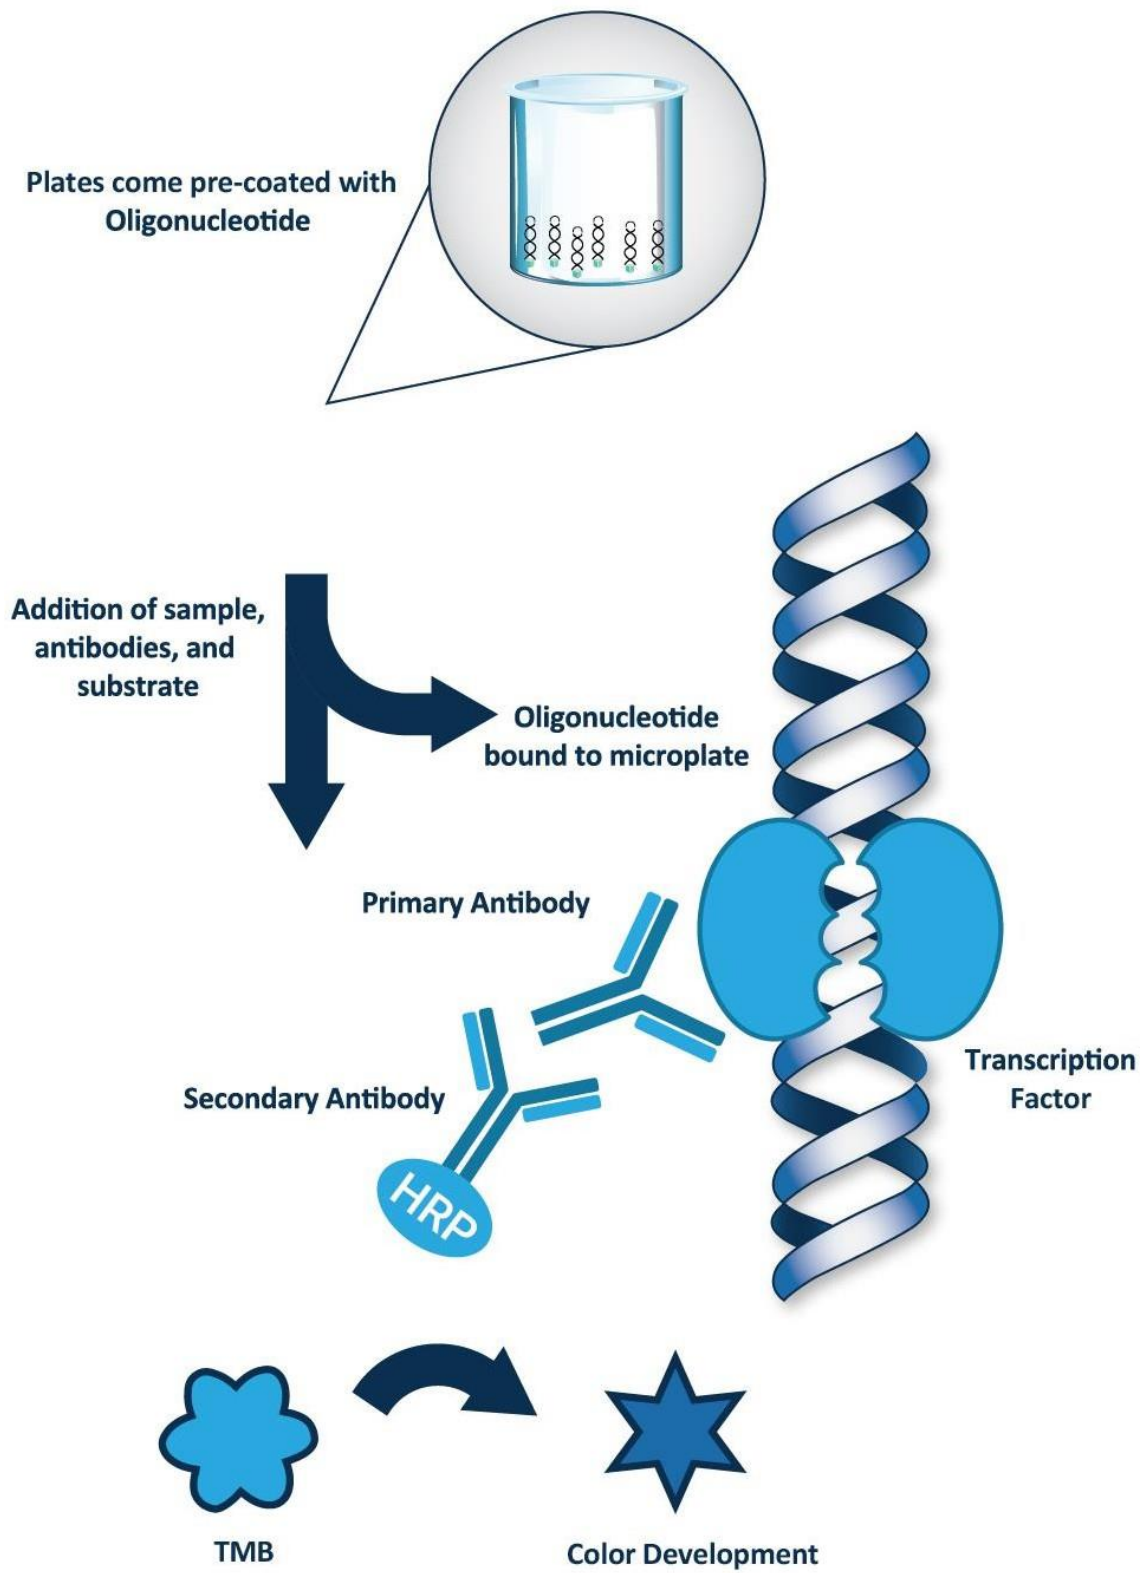 Plates come pre-coated with
Oligonucleotide
Addition of sample,
antibodies, and
substrate
Oligonucleotide
bound to microplate
Primary Antibody
Secondary Antibody
HRP
Transcription
Factor
TMB
Color Development